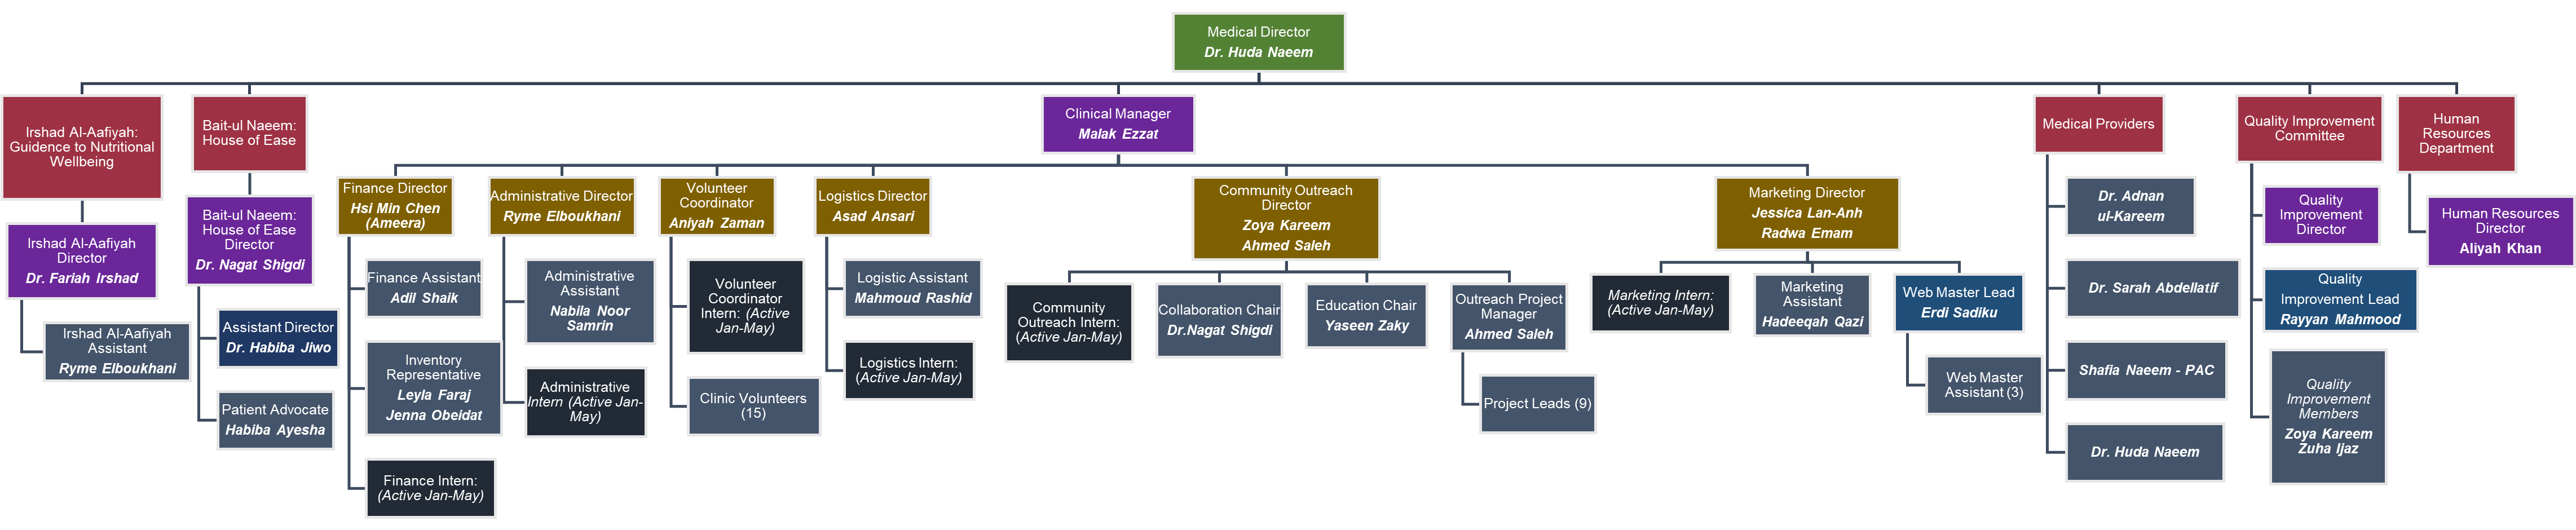 Medical Director
Dr. Huda Naeem
Irshad Al-Aafiyah:
Guidence to Nutritional
Wellbeing
Bait-ul Naeem:
House of Ease
Clinical Manager
Malak Ezzat
Medical Providers
Quality Improvement
Committee
Human
Resources
Department
Irshad Al-Aafiyah
Director
Dr. Fariah Irshad
Irshad Al-Aafiyah
Assistant
Ryme Elboukhani
Bait-ul Naeem:
House of Ease
Director
Dr. Nagat Shigdi
Assistant Director
Dr. Habiba Jiwo
Patient Advocate
Habiba Ayesha
Finance Director
Hsi Min Chen
(Ameera)
Finance Assistant
Adil Shaik
Inventory
Representative
Leyla Faraj
Jenna Obeidat
Finance Intern:
(Active Jan-May)
Administrative Director
Ryme Elboukhani
Administrative
Assistant
Nabila Noor
Samrin
Administrative
Intern (Active Jan-
May)
Volunteer
Coordinator
Aniyah Zaman
Volunteer
Coordinator
Intern: (Active
Jan-May)
Clinic Volunteers
(15)
Logistics Director
Asad Ansari
Logistic Assistant
Mahmoud Rashid
Logistics Intern:
(Active Jan-May)
Community Outreach
Director
Zoya Kareem
Ahmed Saleh
Community
Outreach Intern:
(Active Jan-May)
Collaboration Chair
Dr.Nagat Shigdi
Education Chair
Yaseen Zaky
Outreach Project
Manager
Ahmed Saleh
Project Leads (9)
Marketing Director
Jessica Lan-Anh
Radwa Emam
Marketing Intern:
(Active Jan-May)
Marketing
Assistant
Hadeeqah Qazi
Web Master Lead
Erdi Sadiku
Web Master
Assistant (3)
Dr. Adnan
ul-Kareem
Dr. Sarah Abdellatif
Shafia Naeem - PAC
Dr. Huda Naeem
Quality
Improvement
Director
Quality
Improvement Lead
Rayyan Mahmood
Quality
Improvement
Members
Zoya Kareem
Zuha Ijaz
Human Resources
Director
Aliyah Khan